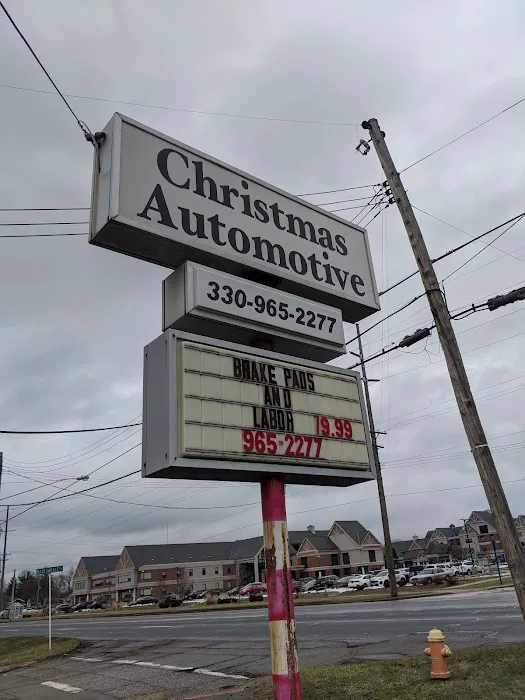 Christmas
Automotive
330-965-2277
BRAKE PADS
AND
LABOR 19.99
965-2277